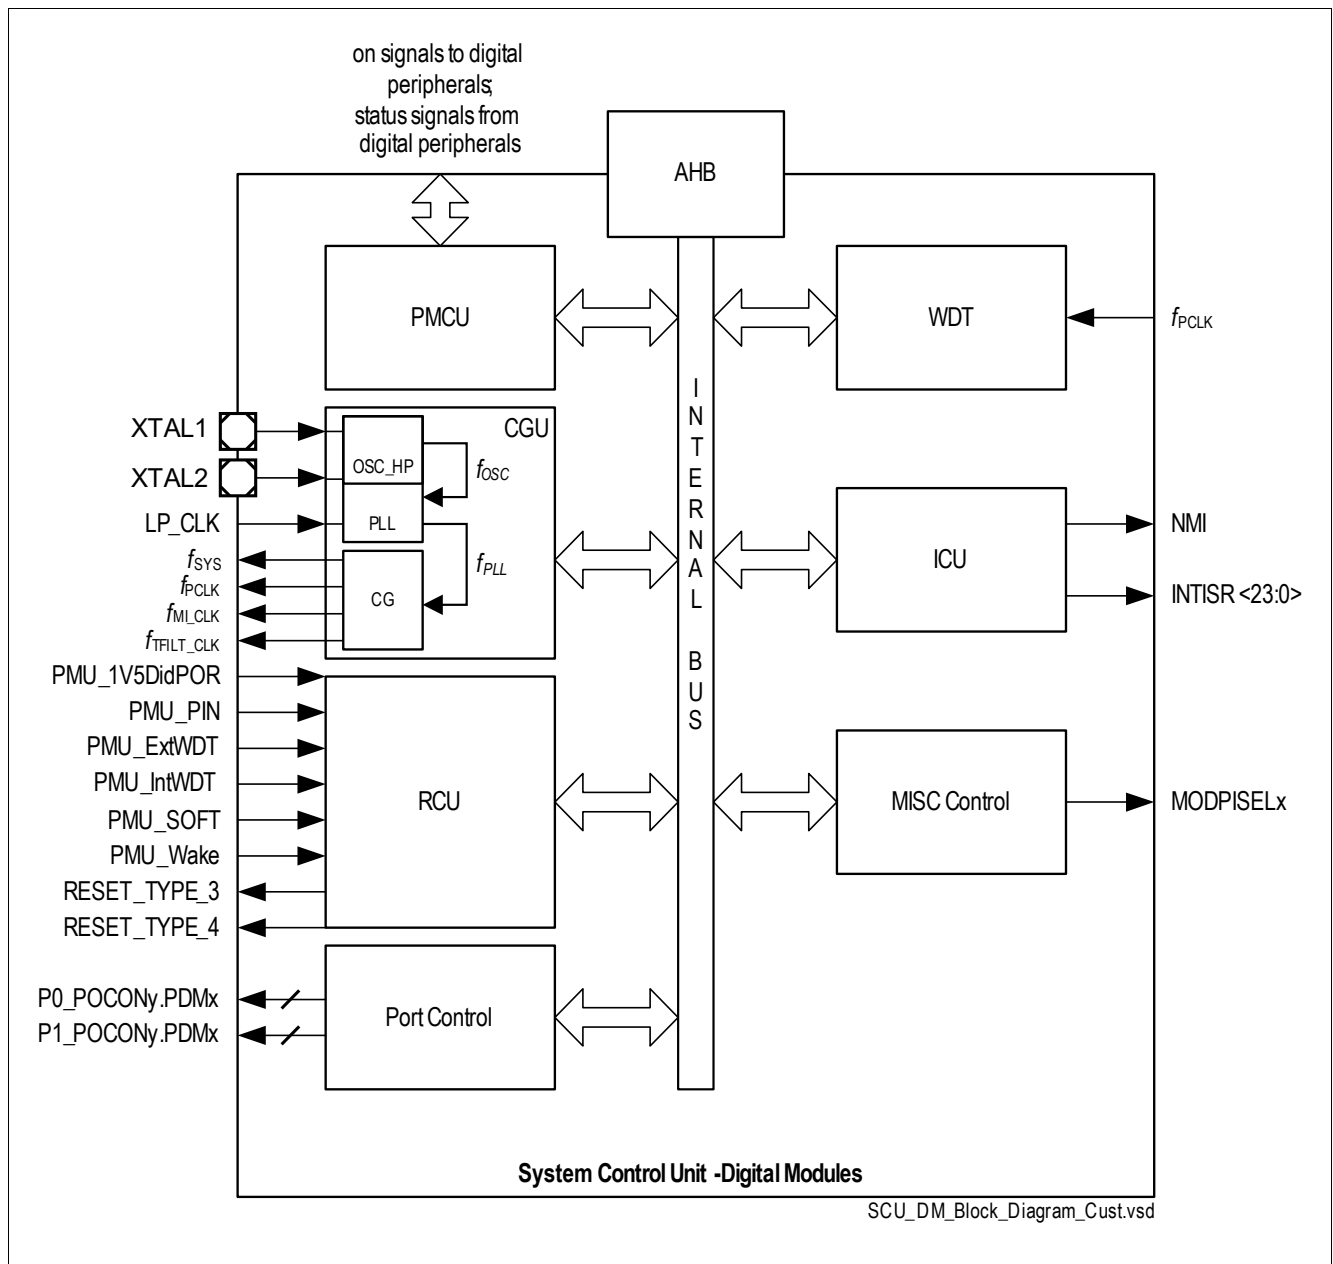 on signals to digital
peripherals;
status signals from
digital peripherals
AHB
PMCU
WDT
fPCLK
INTERNAL BUS
XTAL1
XTAL2
LP_CLK
fSYS
fPCLK
fMI_CLK
fTFILT_CLK
CGU
OSC_HP
fOSC
PLL
fPLL
CG
ICU
NMI
INTISR <23:0>
PMU_1V5DidPOR
PMU_PIN
PMU_ExtWDT
PMU_IntWDT
PMU_SOFT
PMU_Wake
RESET_TYPE_3
RESET_TYPE_4
RCU
MISC Control
MODPISELx
P0_POCONy.PDMx
P1_POCONy.PDMx
Port Control
System Control Unit -Digital Modules
SCU_DM_Block_Diagram_Cust.vsd